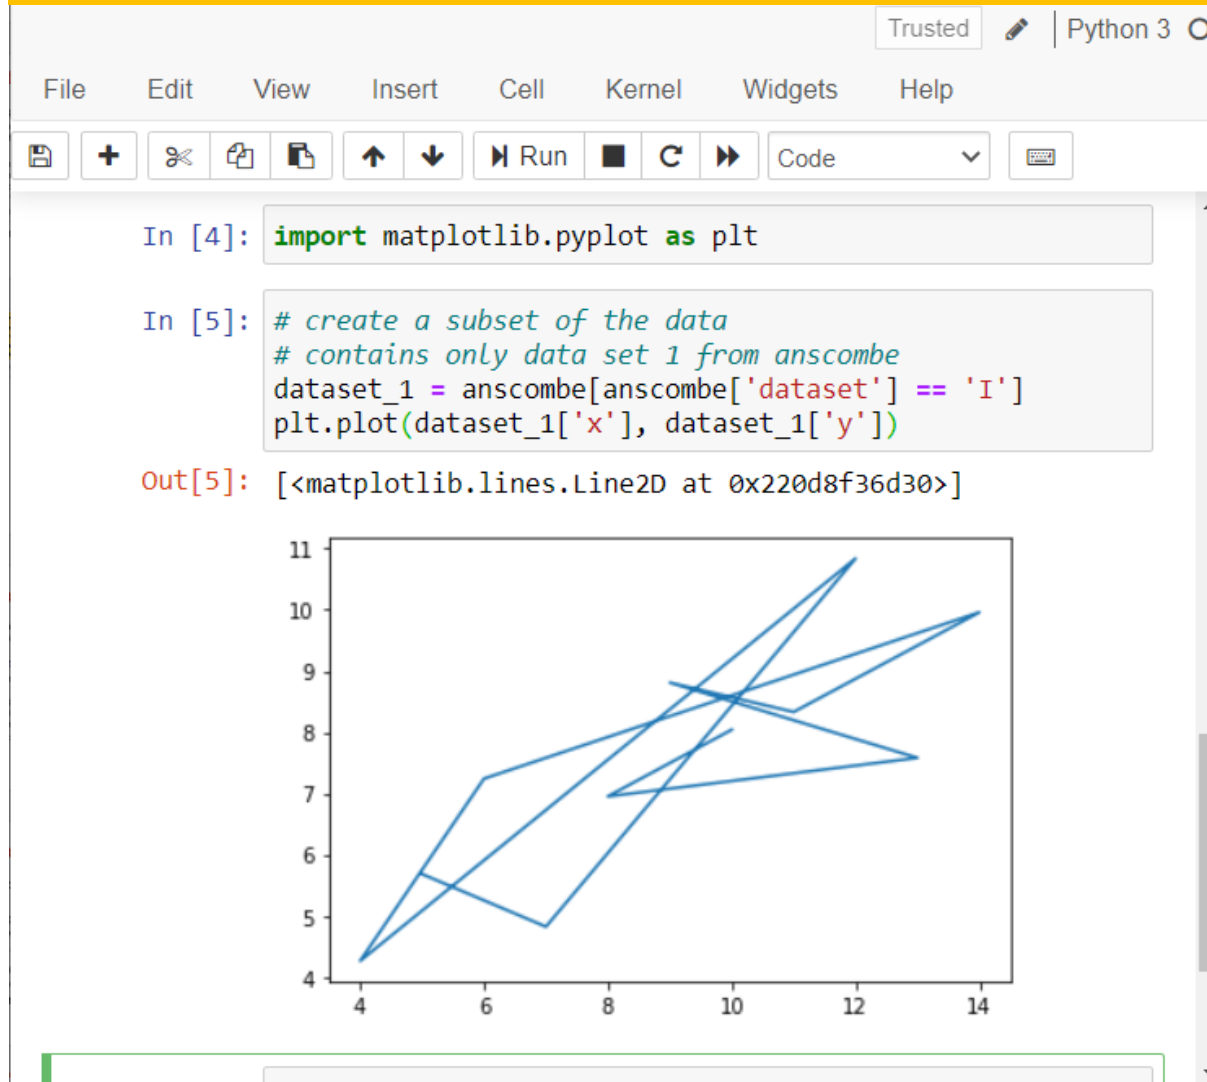 Trusted
Python 3
File Edit View Insert Cell Kernel Widgets Help
Run
Code
In [4]: import matplotlib.pyplot as plt
In [5]: # create a subset of the data
# contains only data set 1 from anscombe
dataset_1 = anscombe[anscombe['dataset'] == 'I']
plt.plot(dataset_1['x'], dataset_1['y'])
Out[5]: [<matplotlib.lines.Line2D at 0x220d8f36d30>]
11
10
9
8
7
6
5
4
4 6 8 10 12 14